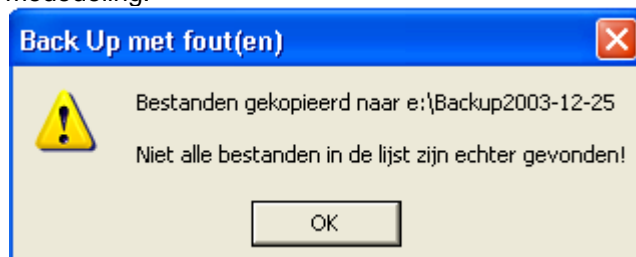 mededeling:
Back Up met fout(en)
Bestanden gekopieerd naar e:\Backup2003-12-25
Niet alle bestanden in de lijst zijn echter gevonden!
OK